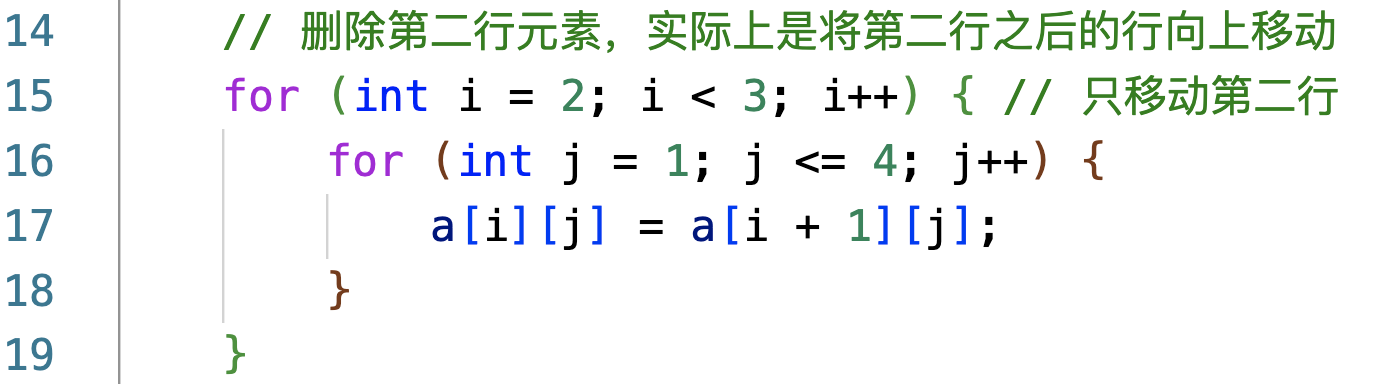 14 // 删除第二行元素，实际上是将第二行之后的行向上移动
15 for (int i = 2; i < 3; i++) { // 只移动第二行
16 for (int j = 1; j <= 4; j++) {
17 a[i][j] = a[i + 1][j];
18 }
19 }